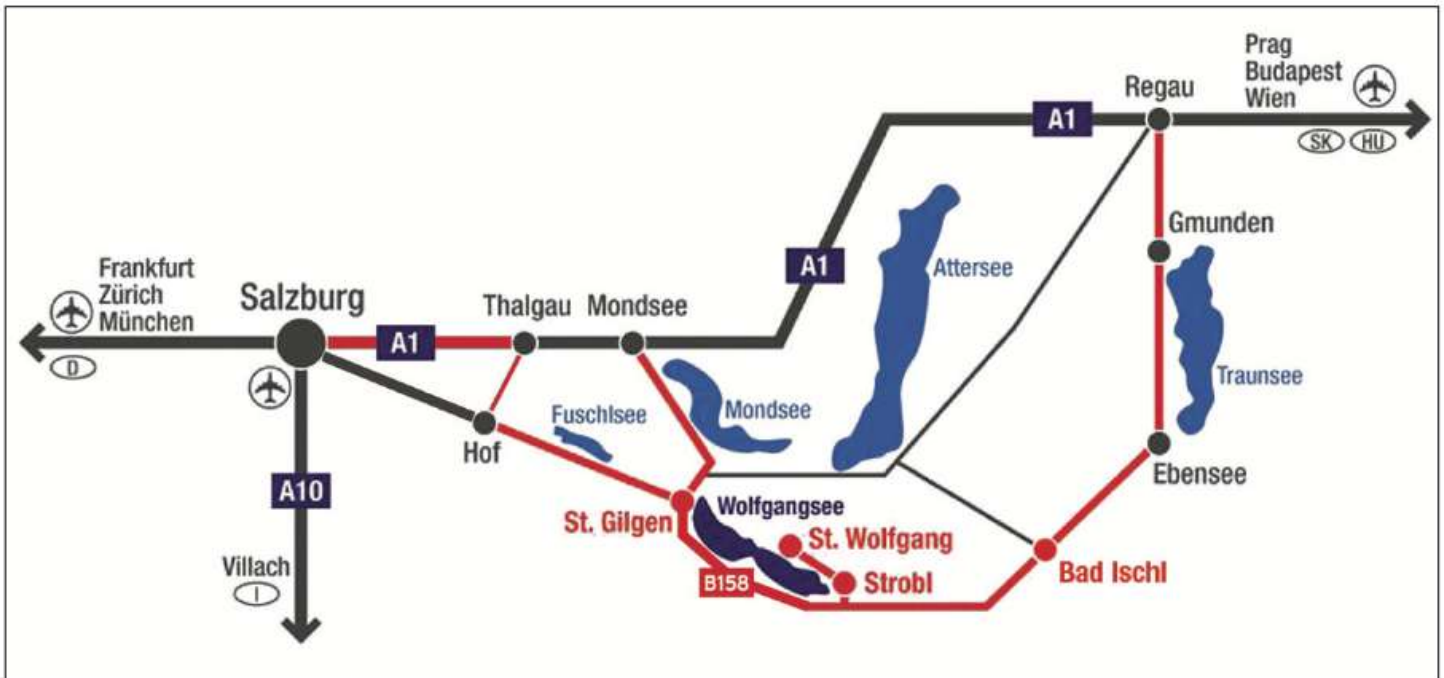 Prag
Budapest
Wien
SK HU
Regau
A1
Gmunden
Attersee
A1
Frankfurt
Zürich
München
D
Salzburg
A1
Thalgau
Mondsee
Traunsee
Mondsee
Fuschlsee
Hof
Ebensee
A10
Wolfgangsee
St. Gilgen
St. Wolfgang
Strobl
Bad Ischl
B158
Villach
I